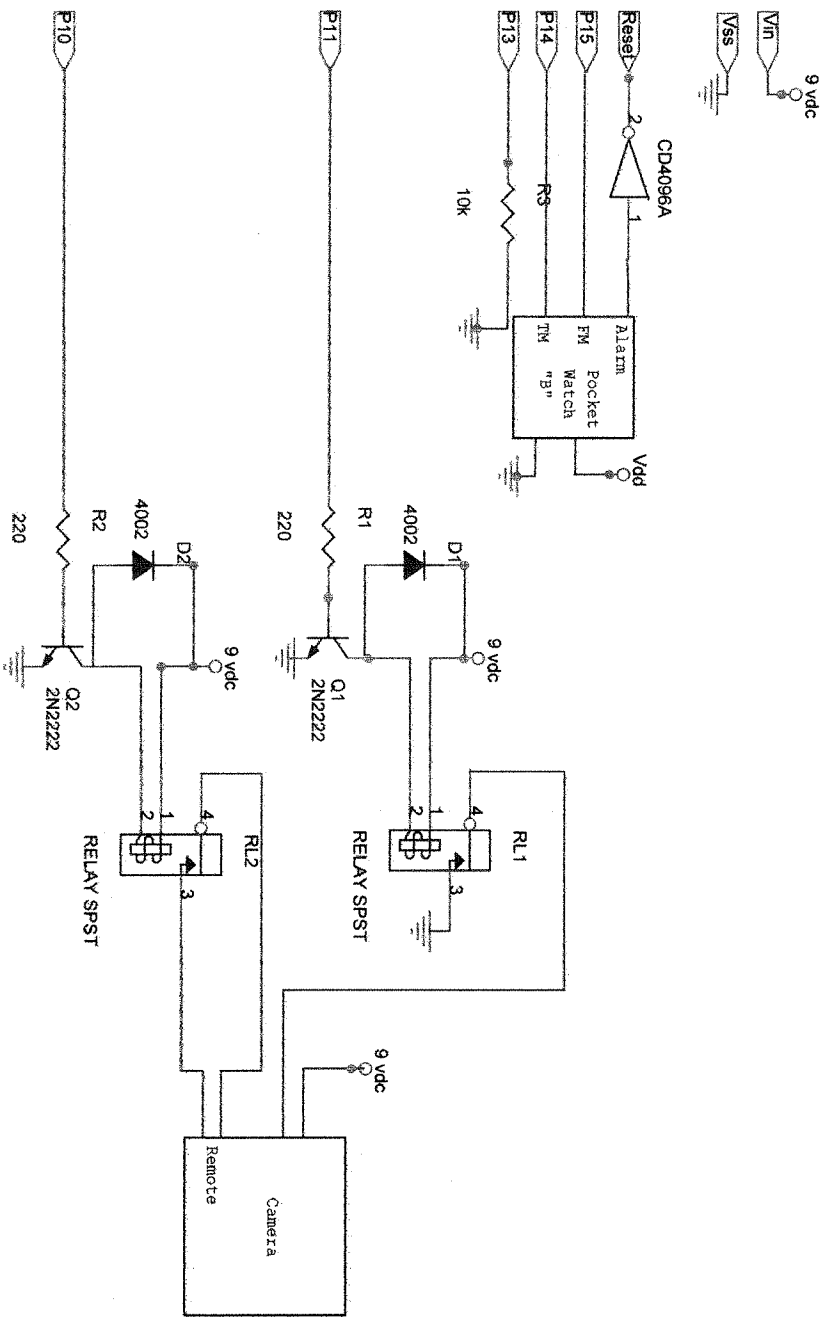 Vin
9 vdc
Vss
Reset
2
CD4096A
1
P15
P14
P13
R3
10k
Alarm
FM
Pocket
TM
Watch
"B"
Vdd
P11
R1
220
D1
4002
9 vdc
Q1
2N2222
RL1
4
1
2
3
RELAY SPST
P10
R2
220
D2
4002
9 vdc
Q2
2N2222
RL2
4
1
2
3
RELAY SPST
9 vdc
Camera
Remote